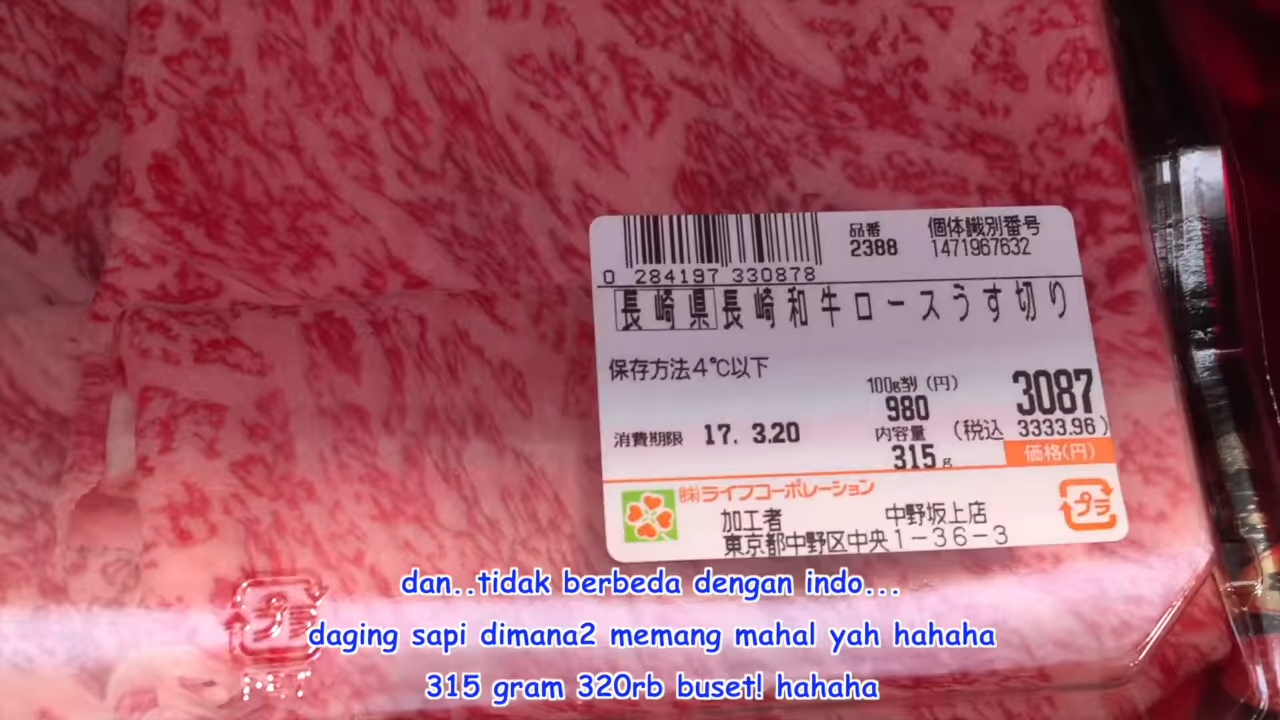 品番
2388
個体識別番号
1471967632
0 284197 330878
長崎県長崎和牛ロースうす切り
保存方法4℃以下
100g当り (円)
980
3087
消費期限 17. 3.20
内容量
315g
(税込 3333.96)
価格(円)
㈱ライフコーポレーション
加工者 中野坂上店
東京都中野区中央1-36-3
プラ
PET
dan..tidak berbeda dengan indo...
daging sapi dimana2 memang mahal yah hahaha
315 gram 320rb buset! hahaha